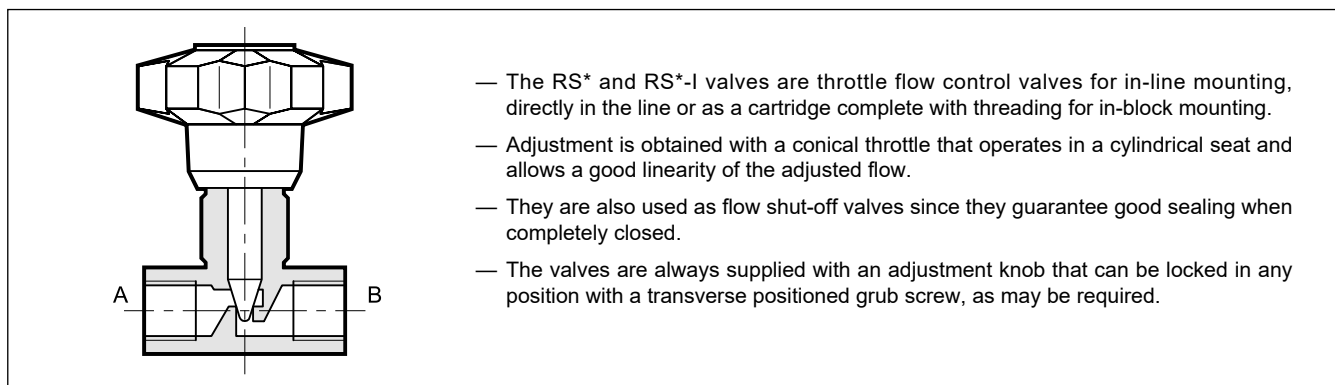 A
B
— The RS* and RS*-I valves are throttle flow control valves for in-line mounting,
directly in the line or as a cartridge complete with threading for in-block mounting.
— Adjustment is obtained with a conical throttle that operates in a cylindrical seat and
allows a good linearity of the adjusted flow.
— They are also used as flow shut-off valves since they guarantee good sealing when
completely closed.
— The valves are always supplied with an adjustment knob that can be locked in any
position with a transverse positioned grub screw, as may be required.